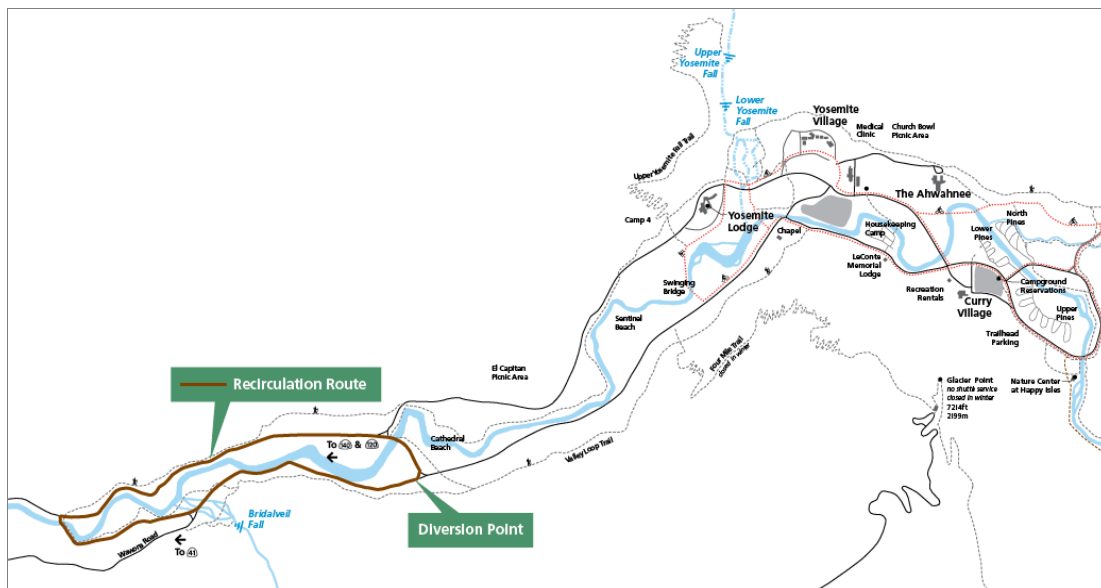 Upper
Yosemite
Fall
Lower
Yosemite
Fall
Yosemite
Village
Medical
Clinic
Church Bowl
Picnic Area
Upper Yosemite Fall Trail
The Ahwahnee
Camp 4
Yosemite
Lodge
Chapel
Housekeeping
Camp
North
Pines
Lower
Pines
LeConte
Memorial
Lodge
Swinging
Bridge
Recreation
Rentals
Curry
Village
Campground
Reservations
Upper
Pines
Sentinel
Beach
Trailhead
Parking
Four Mile Trail
closed in winter
El Capitan
Picnic Area
Glacier Point
no shuttle service
closed in winter
7214ft
2199m
Nature Center
at Happy Isles
Recirculation Route
Cathedral
Beach
To 140 & 120
Valley Loop Trail
Bridalveil
Fall
Diversion Point
Wawona Road
To 41